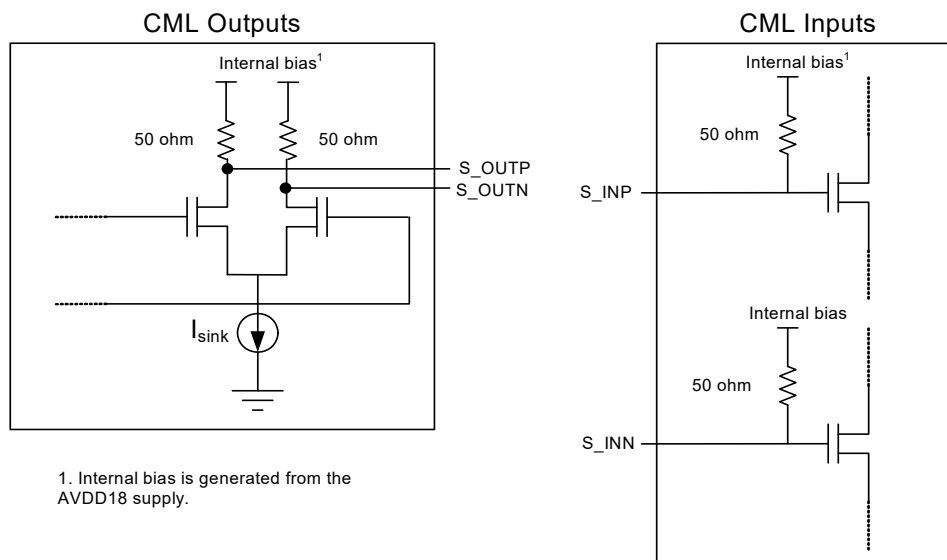 CML Outputs
Internal bias¹
50 ohm
50 ohm
S_OUTP
S_OUTN
Isink
1. Internal bias is generated from the
AVDD18 supply.
CML Inputs
Internal bias¹
50 ohm
S_INP
Internal bias
50 ohm
S_INN